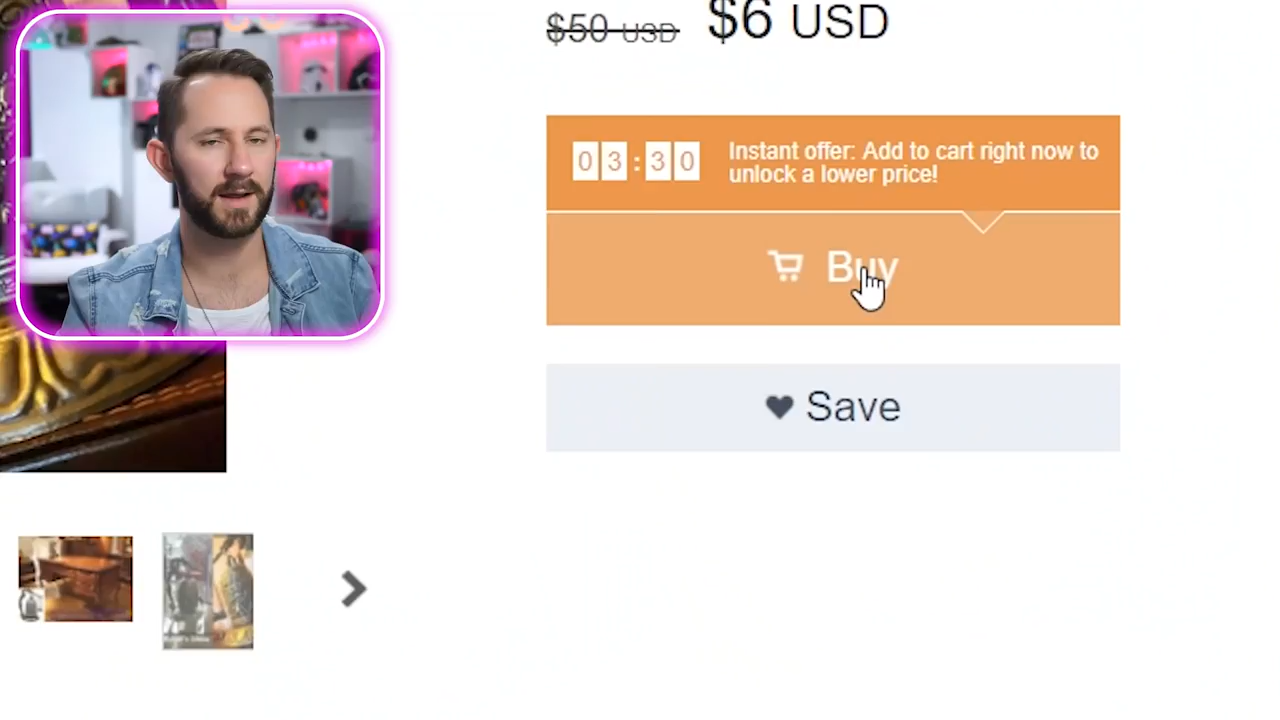 $50 USD $6 USD
03:30
Instant offer: Add to cart right now to
unlock a lower price!
Buy
Save